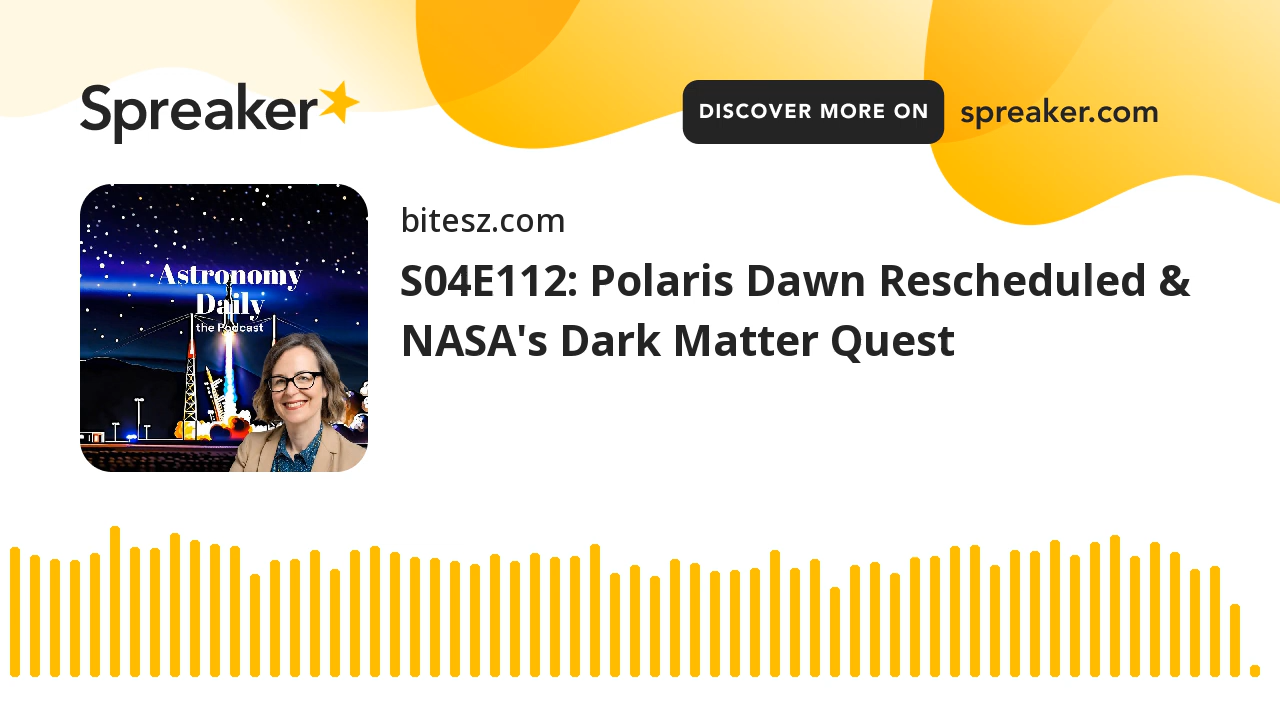 Spreaker
DISCOVER MORE ON
spreaker.com
Astronomy
Daily
the Podcast
bitesz.com
S04E112: Polaris Dawn Rescheduled &
NASA's Dark Matter Quest